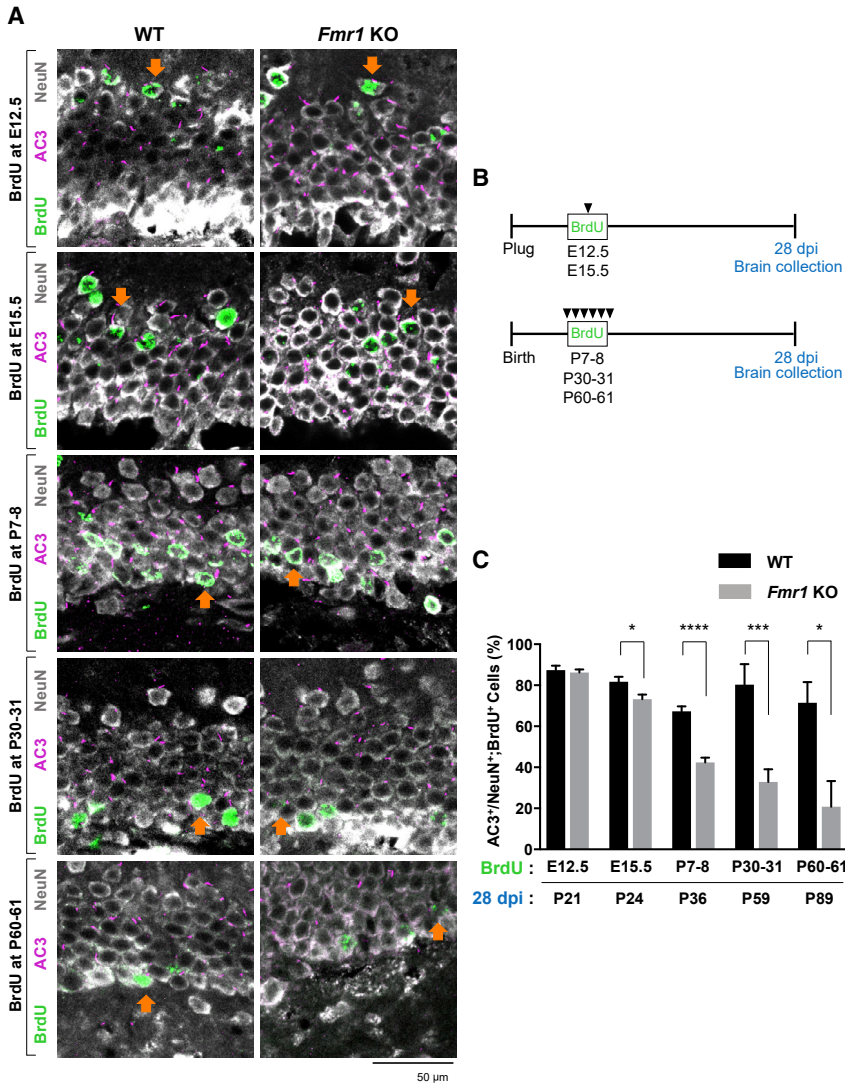 A
WT
Fmr1 KO
BrdU at E12.5
BrdU AC3 NeuN
BrdU at E15.5
BrdU AC3 NeuN
BrdU at P7-8
BrdU AC3 NeuN
BrdU at P30-31
BrdU AC3 NeuN
BrdU at P60-61
BrdU AC3 NeuN
50 µm
B
BrdU
Plug
E12.5
E15.5
28 dpi
Brain collection
BrdU
Birth
P7-8
P30-31
P60-61
28 dpi
Brain collection
C
WT
Fmr1 KO
* **** *** *
AC3⁺/NeuN⁺;BrdU⁺ Cells (%)
100
80
60
40
20
0
BrdU : E12.5 E15.5 P7-8 P30-31 P60-61
28 dpi : P21 P24 P36 P59 P89